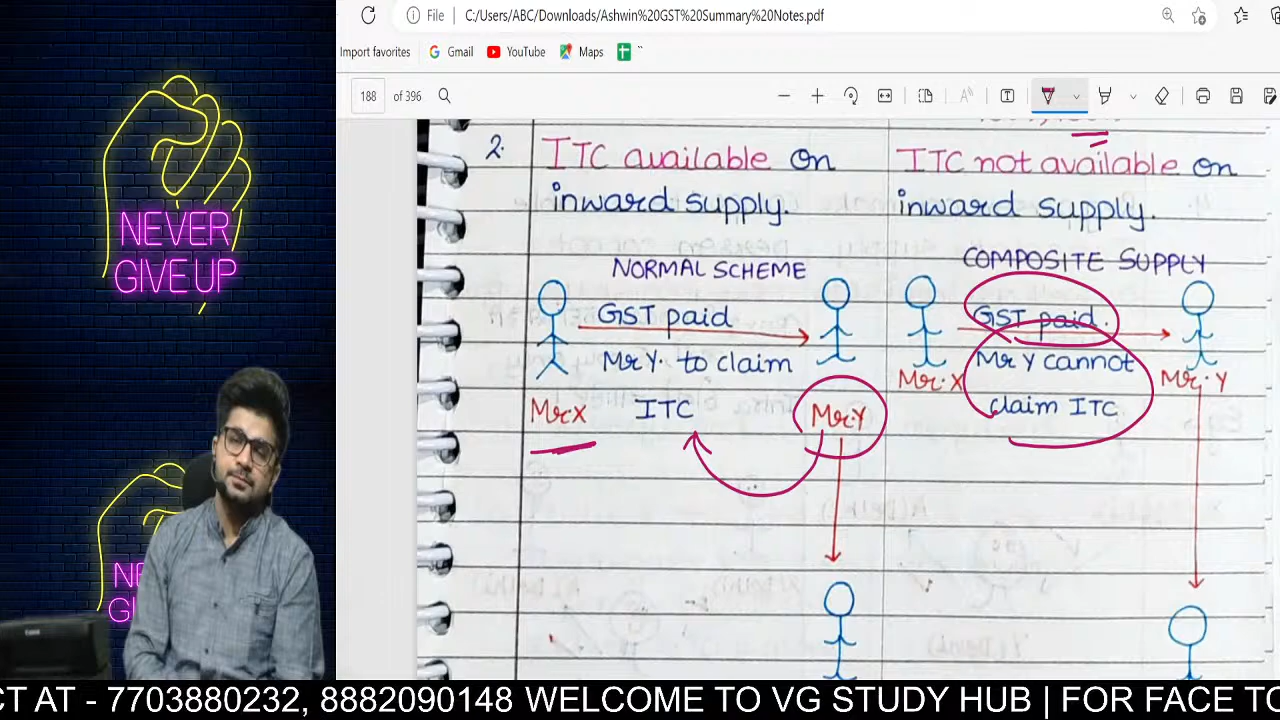 File
C:/Users/ABC/Downloads/Ashwin%20GST%20Summary%20Notes.pdf
Import favorites
Gmail
YouTube
Maps
188 of 396
2.
ITC available on
inward supply.
NORMAL SCHEME
GST paid
Mr Y. to claim
ITC
Mr.X
Mr.Y
ITC not available on
inward supply.
COMPOSITE SUPPLY
GST paid.
Mr Y cannot
claim ITC
Mr.X
Mr.Y
NEVER
GIVE UP
CT AT - 7703880232, 8882090148 WELCOME TO VG STUDY HUB | FOR FACE TO